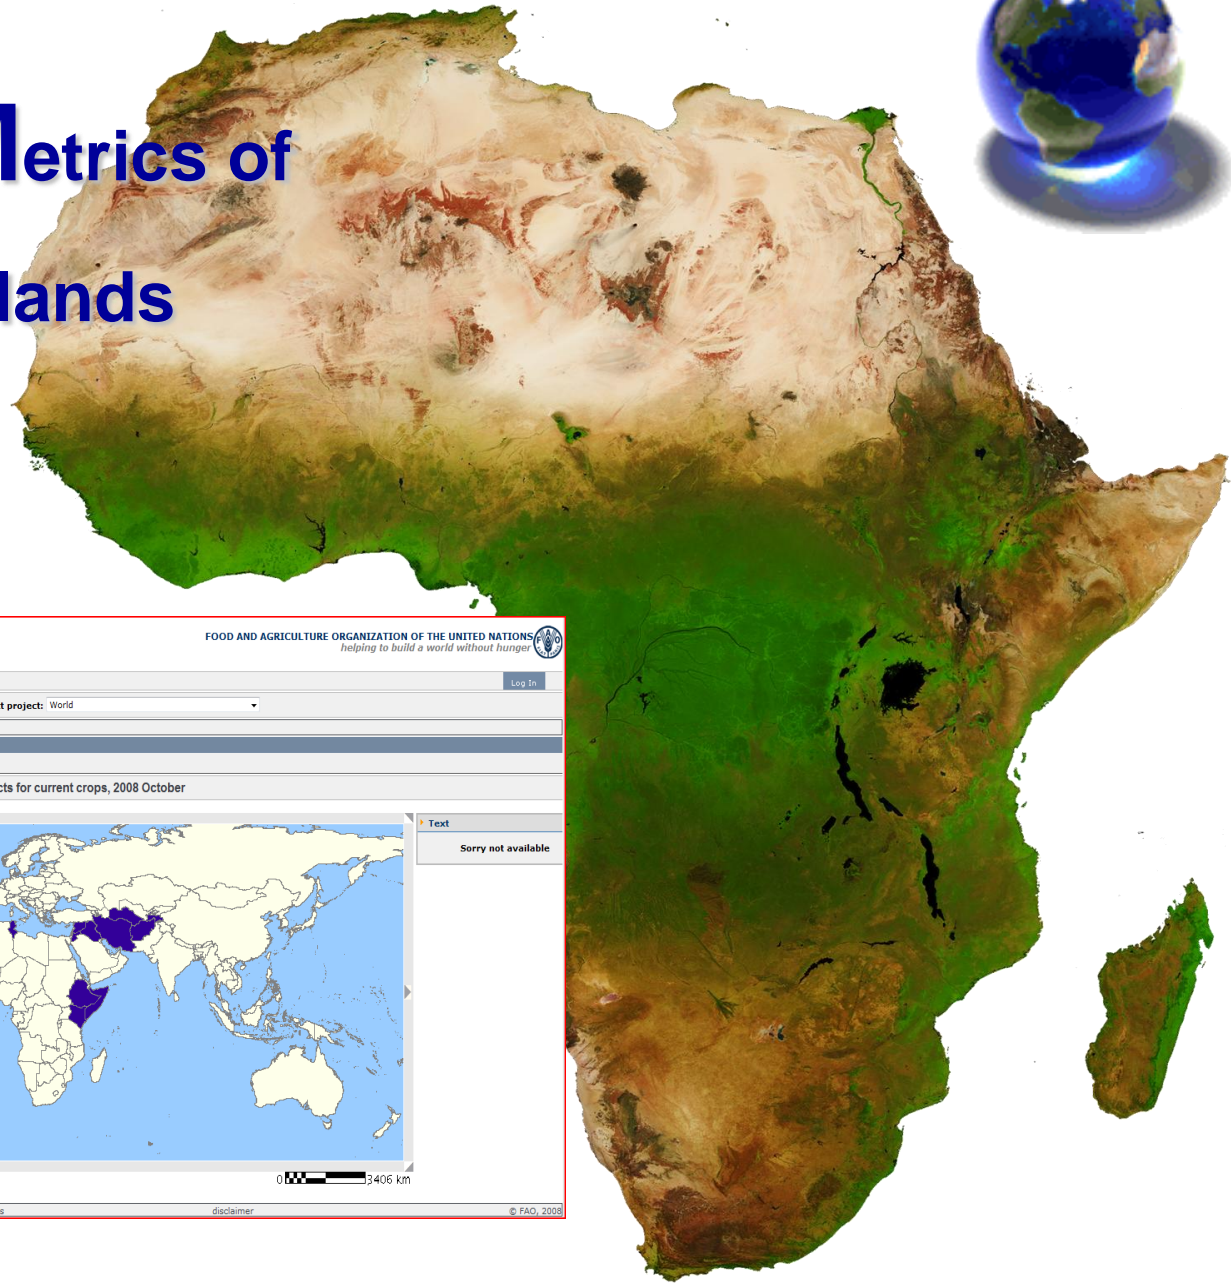 Metrics of
lands
FOOD AND AGRICULTURE ORGANIZATION OF THE UNITED NATIONS
helping to build a world without hunger
Log In
t project: World
cts for current crops, 2008 October
Text
Sorry not available
0 3406 km
s disclaimer © FAO, 2008